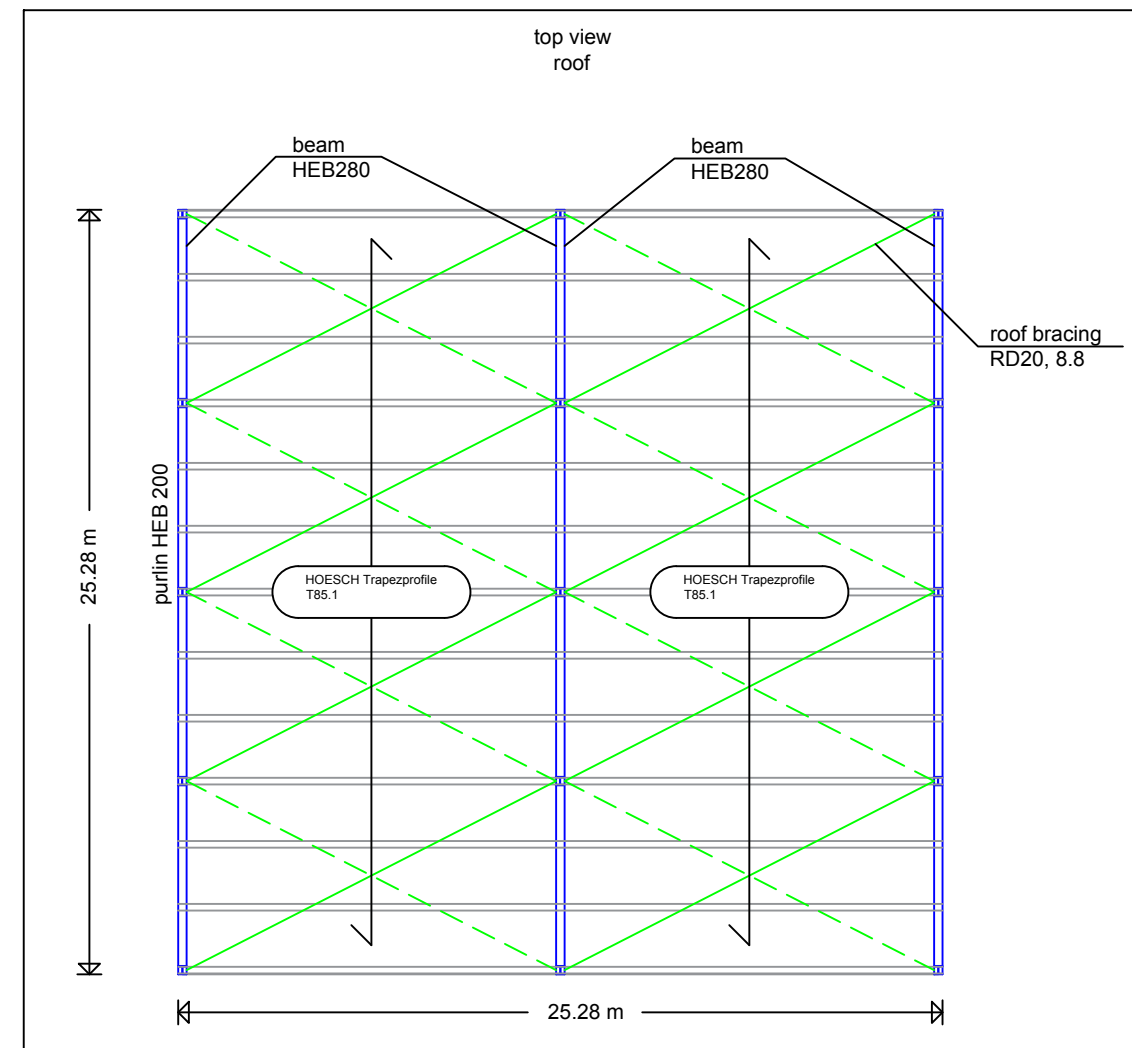 top view
roof
beam
HEB280
beam
HEB280
roof bracing
RD20, 8.8
purlin HEB 200
25.28 m
HOESCH Trapezprofile
T85.1
HOESCH Trapezprofile
T85.1
25.28 m